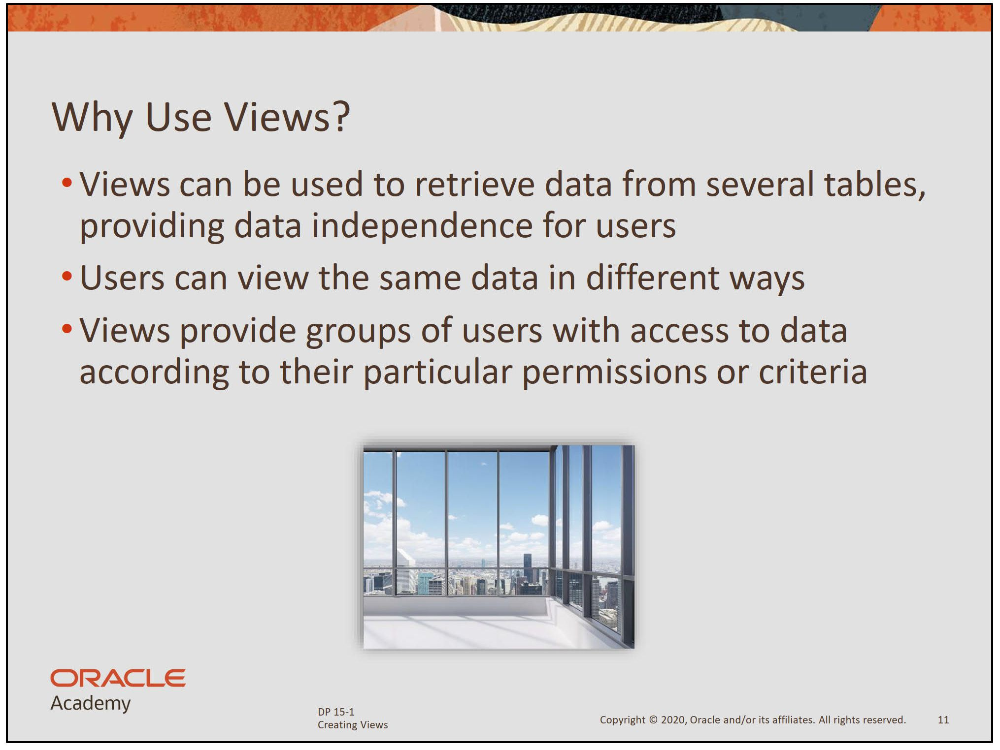 Why Use Views?
• Views can be used to retrieve data from several tables,
providing data independence for users
• Users can view the same data in different ways
• Views provide groups of users with access to data
according to their particular permissions or criteria
ORACLE
Academy
DP 15-1
Creating Views
Copyright © 2020, Oracle and/or its affiliates. All rights reserved.
11